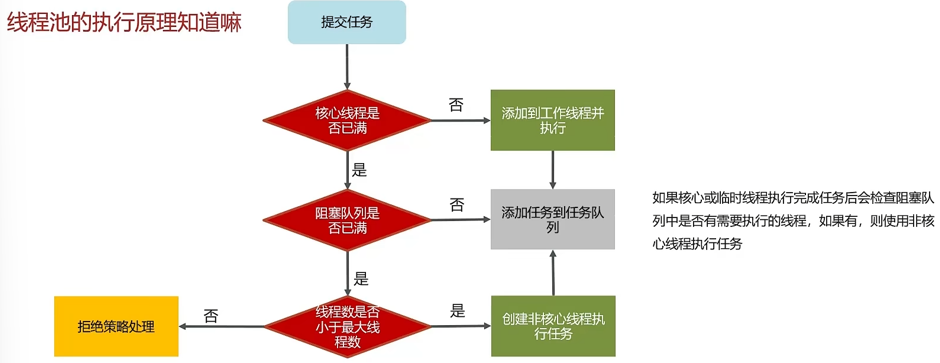 线程池的执行原理知道嘛
提交任务
核心线程是
否已满
否
添加到工作线程并
执行
是
阻塞队列是
否已满
否
添加任务到任务队
列
如果核心或临时线程执行完成任务后会检查阻塞队
列中是否有需要执行的线程，如果有，则使用非核
心线程执行任务
是
拒绝策略处理
否
线程数是否
小于最大线
程数
是
创建非核心线程执
行任务